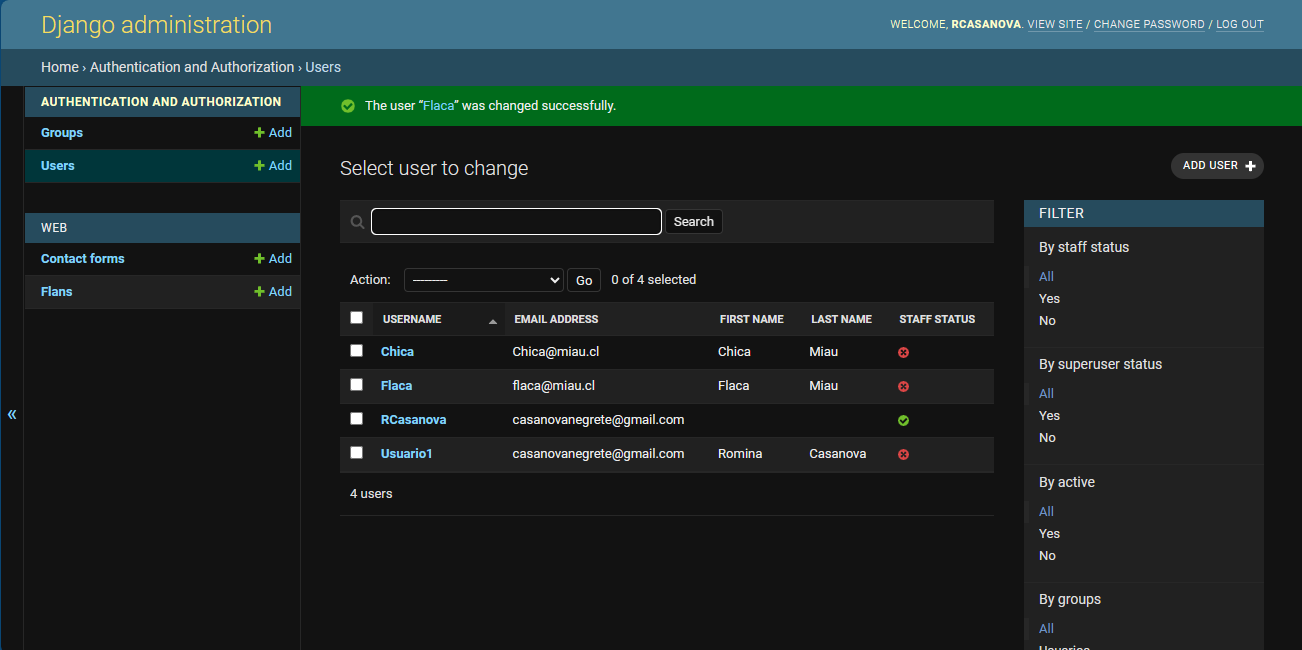 Django administration
WELCOME, RCASANOVA. VIEW SITE / CHANGE PASSWORD / LOG OUT
Home › Authentication and Authorization › Users
AUTHENTICATION AND AUTHORIZATION
Groups + Add
Users + Add
WEB
Contact forms + Add
Flans + Add
«
The user “Flaca” was changed successfully.
Select user to change
ADD USER +
Search
Action: --------- Go 0 of 4 selected
USERNAME EMAIL ADDRESS FIRST NAME LAST NAME STAFF STATUS
Chica Chica@miau.cl Chica Miau
Flaca flaca@miau.cl Flaca Miau
RCasanova casanovanegrete@gmail.com
Usuario1 casanovanegrete@gmail.com Romina Casanova
4 users
FILTER
By staff status
All
Yes
No
By superuser status
All
Yes
No
By active
All
Yes
No
By groups
All